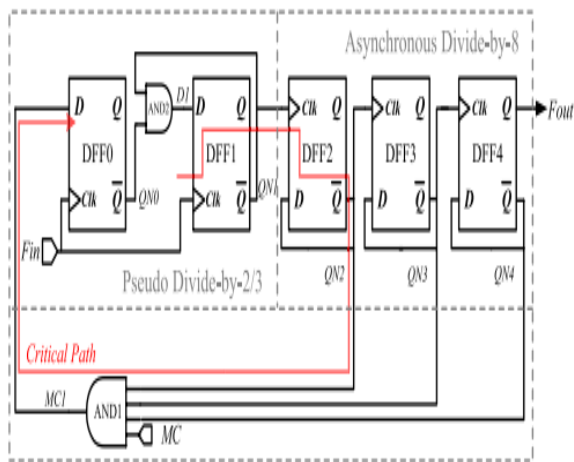 Asynchronous Divide-by-8
D Q
DFF0
Clk Q
QN0
AND2
D1
D Q
DFF1
Clk Q
QN1
Clk Q
DFF2
D Q
QN2
Clk Q
DFF3
D Q
QN3
Clk Q
DFF4
D Q
QN4
Fout
Fin
Pseudo Divide-by-2/3
Critical Path
MC1
AND1
MC